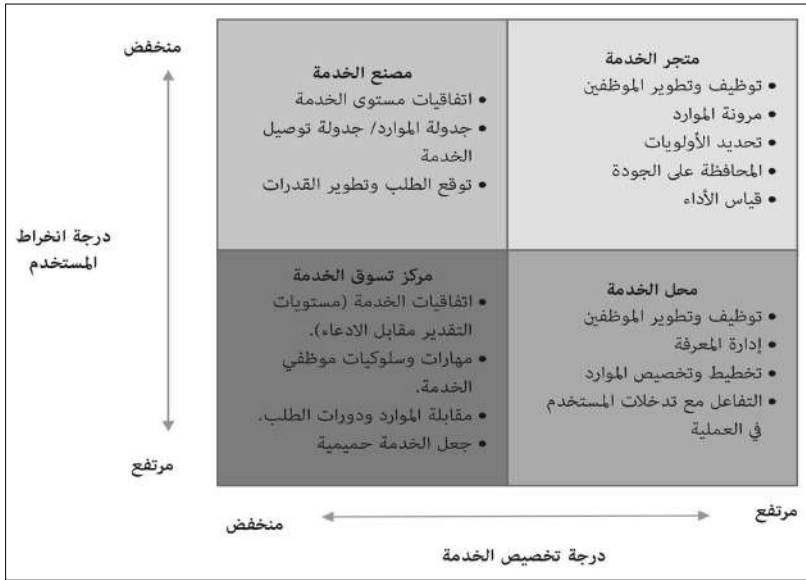 متجر الخدمة
• توظيف وتطوير الموظفين
• مرونة الموارد
• تحديد الأولويات
• المحافظة على الجودة
• قياس الأداء
مصنع الخدمة
• اتفاقيات مستوى الخدمة
• جدولة الموارد/ جدولة توصيل
الخدمة
• توقع الطلب وتطوير القدرات
منخفض
درجة انخراط
المستخدم
مرتفع
محل الخدمة
• توظيف وتطوير الموظفين
• إدارة المعرفة
• تخطيط وتخصيص الموارد
• التفاعل مع تدخلات المستخدم
في العملية
مركز تسوق الخدمة
• اتفاقيات الخدمة (مستويات
التقدير مقابل الادعاء).
• مهارات وسلوكيات موظفي
الخدمة.
• مقابلة الموارد ودورات الطلب.
• جعل الخدمة حميمية
مرتفع
منخفض
درجة تخصيص الخدمة